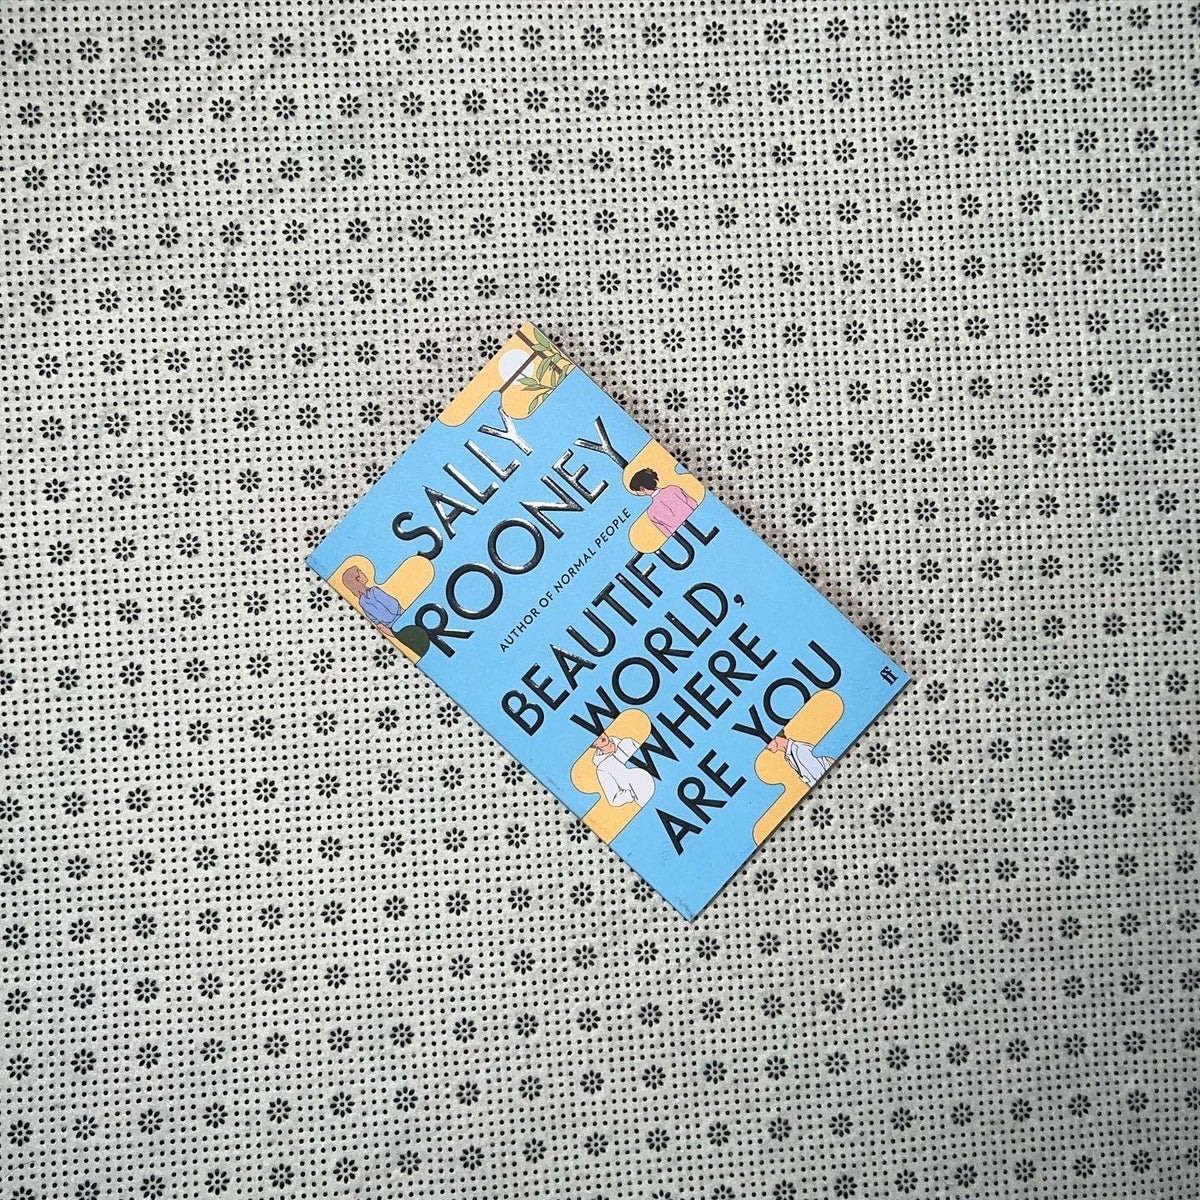 SALLY
ROONEY
AUTHOR OF NORMAL PEOPLE
BEAUTIFUL
WORLD,
WHERE
ARE YOU
ff